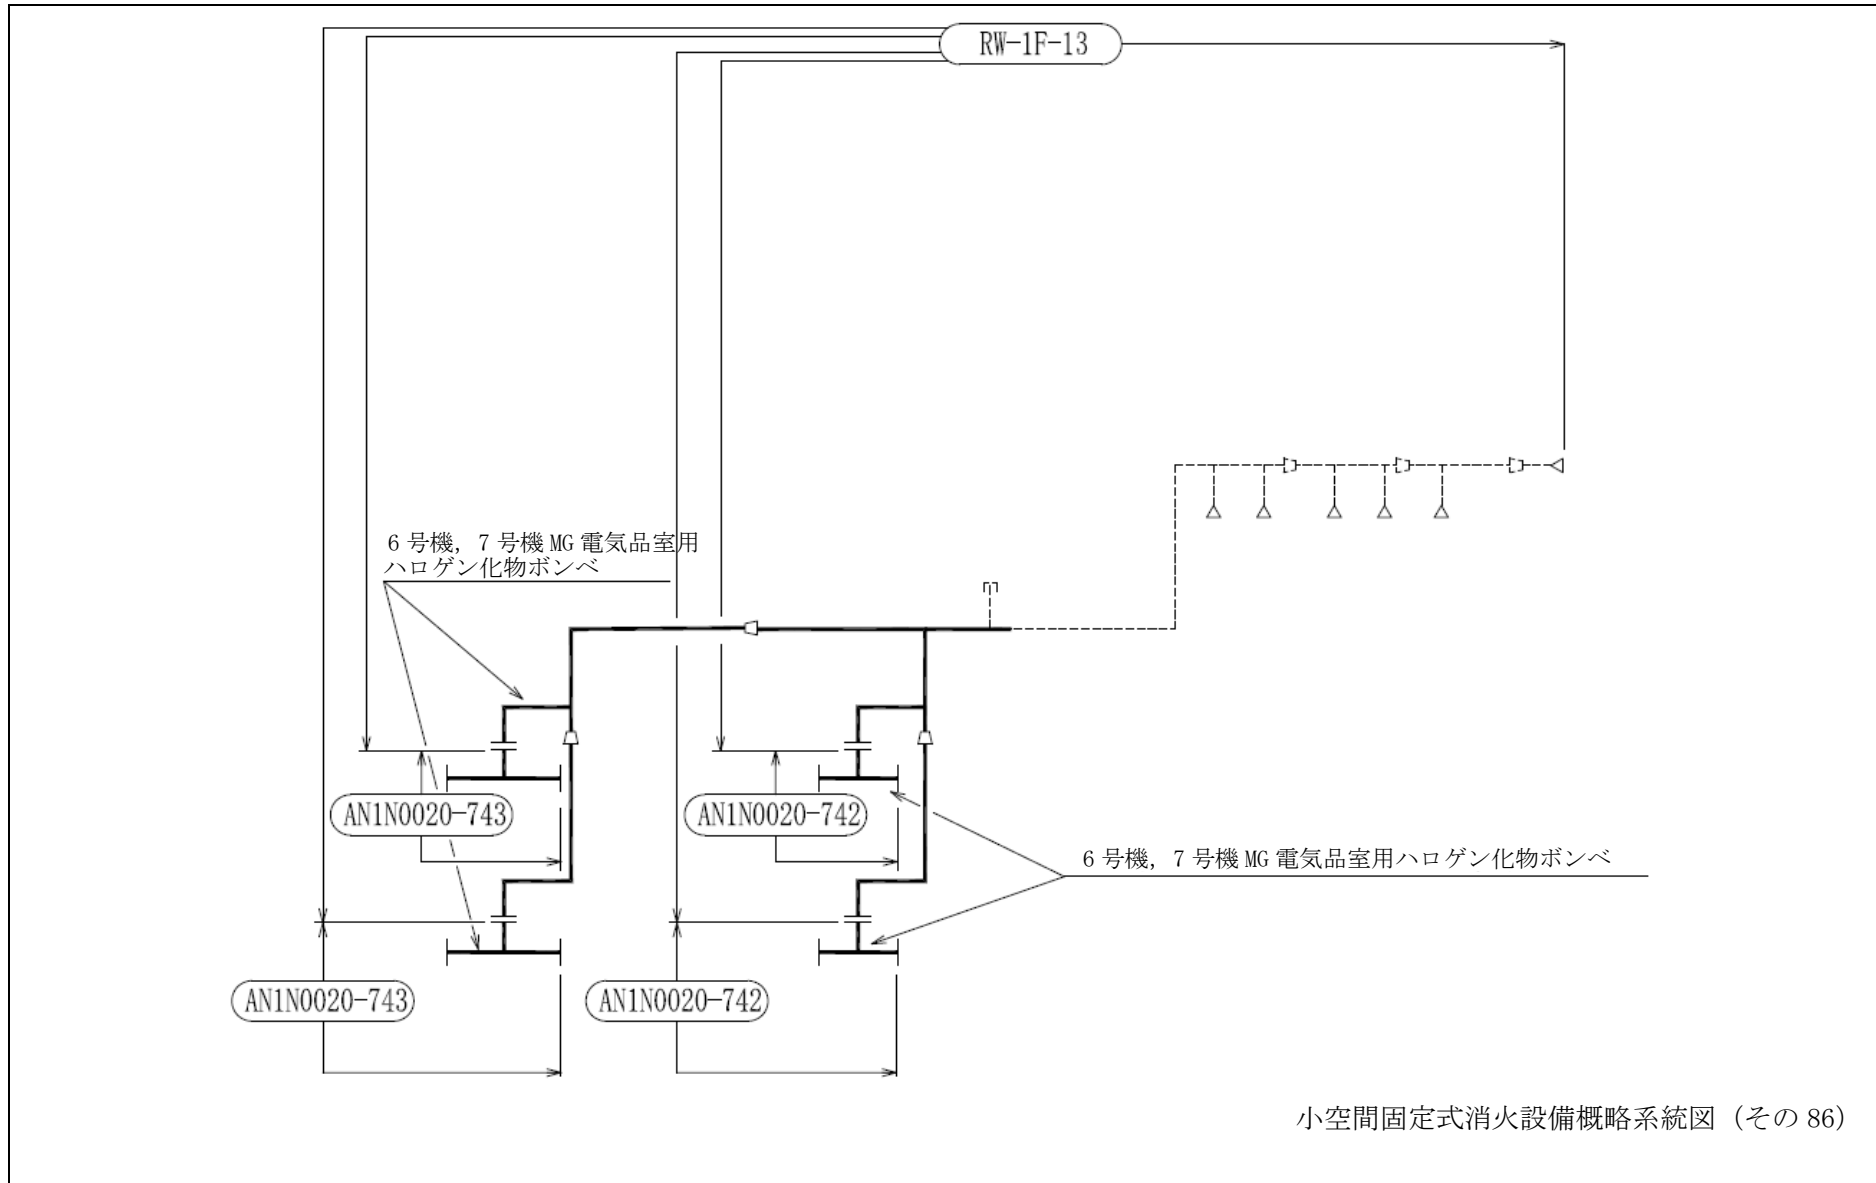 RW-1F-13
6号機, 7号機 MG 電気品室用
ハロゲン化物ボンベ
AN1N0020-743
AN1N0020-742
6号機, 7号機 MG 電気品室用ハロゲン化物ボンベ
AN1N0020-743
AN1N0020-742
小空間固定式消火設備概略系統図（その 86）